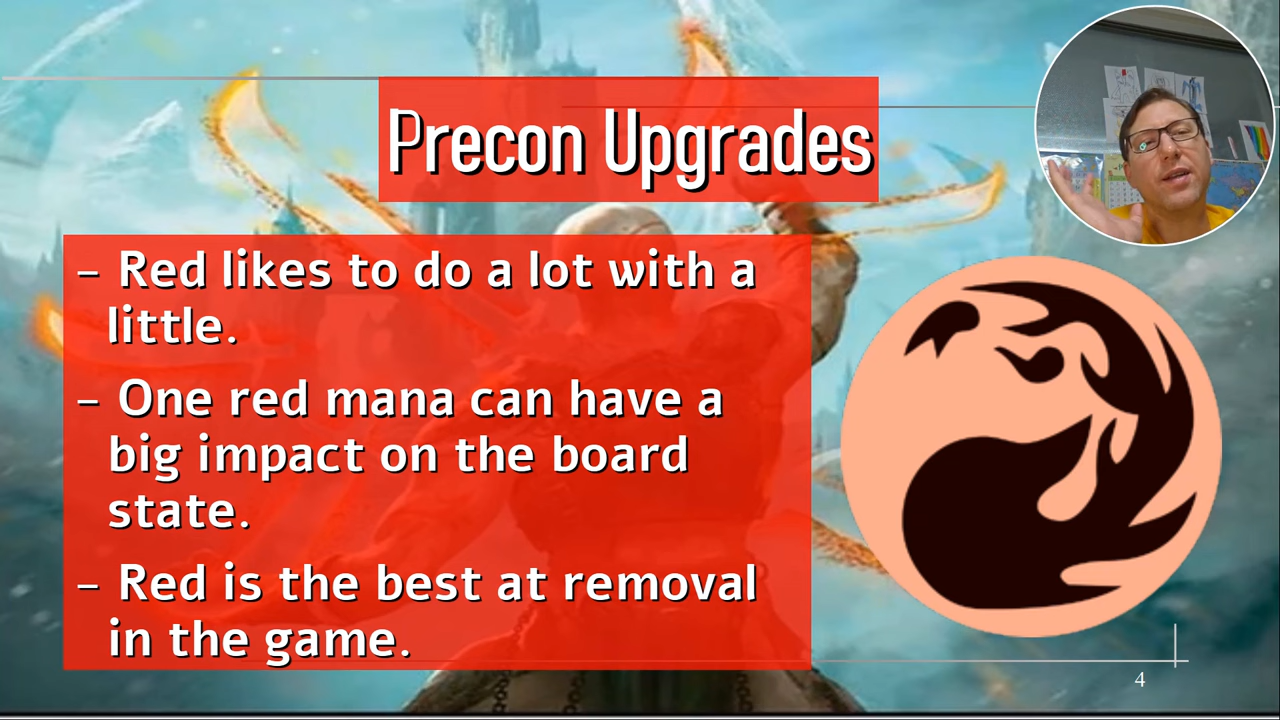 Precon Upgrades
– Red likes to do a lot with a
little.
– One red mana can have a
big impact on the board
state.
– Red is the best at removal
in the game.
4